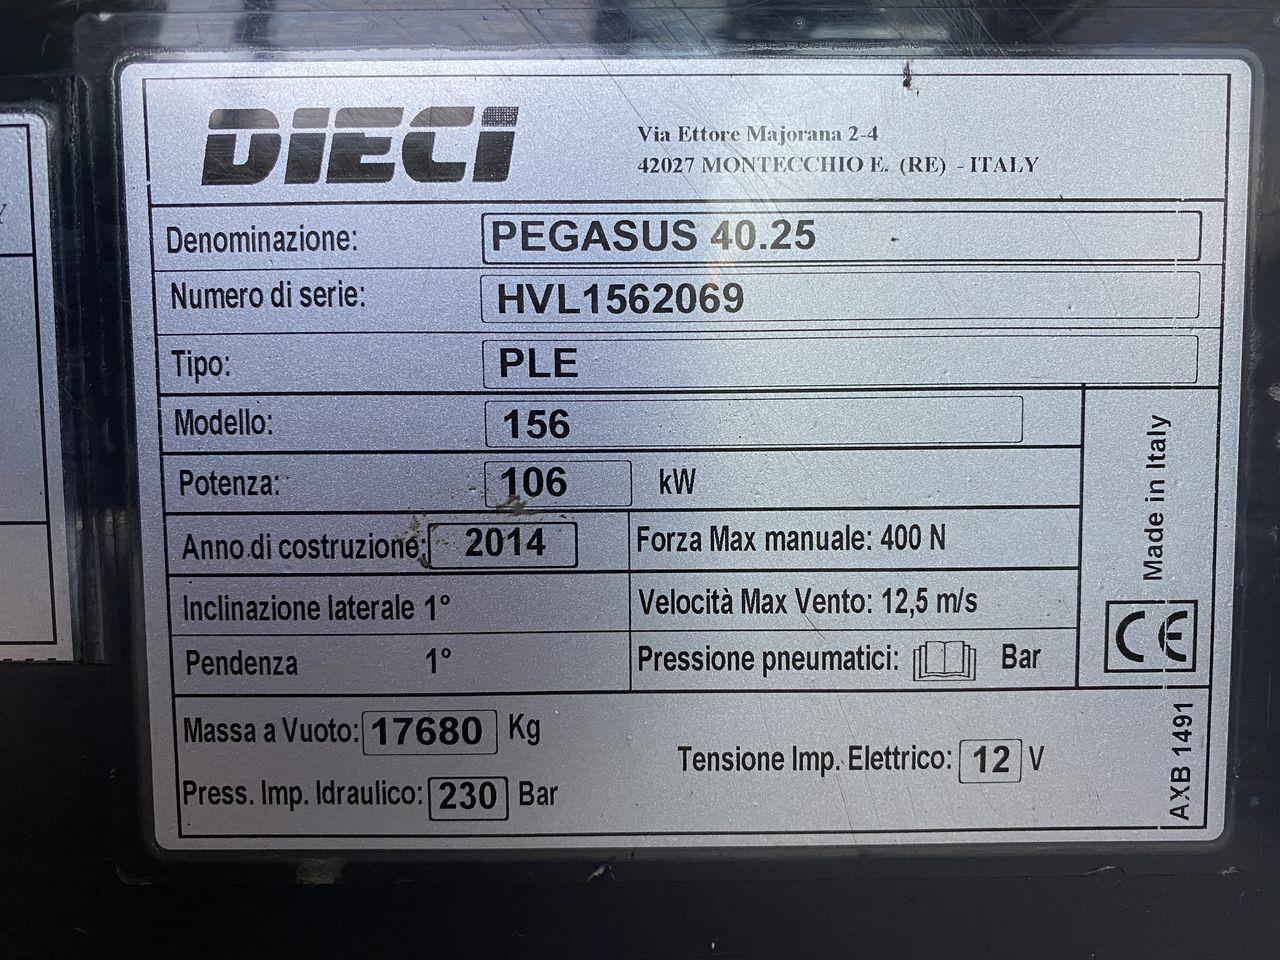 DIECI
Via Ettore Majorana 2-4
42027 MONTECCHIO E. (RE) - ITALY
Denominazione: PEGASUS 40.25
Numero di serie: HVL1562069
Tipo: PLE
Modello: 156
Potenza: 106 kW
Anno di costruzione: 2014
Forza Max manuale: 400 N
Inclinazione laterale 1°
Velocità Max Vento: 12,5 m/s
Pendenza 1°
Pressione pneumatici: Bar
Massa a Vuoto: 17680 Kg
Tensione Imp. Elettrico: 12 V
Press. Imp. Idraulico: 230 Bar
Made in Italy
CE
AXB 1491
Y